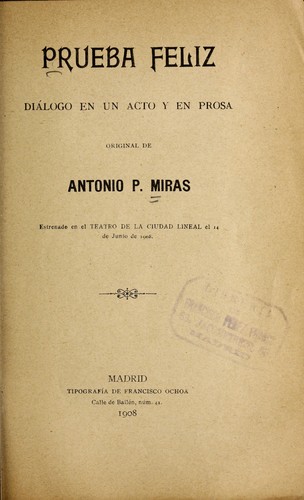 PRUEBA FELIZ
DIÁLOGO EN UN ACTO Y EN PROSA
ORIGINAL DE
ANTONIO P. MIRAS
Estrenado en el TEATRO DE LA CIUDAD LINEAL el 14
de Junio de 1908.
MADRID
TIPOGRAFÍA DE FRANCISCO OCHOA
Calle de Bailén, núm. 41.
1908